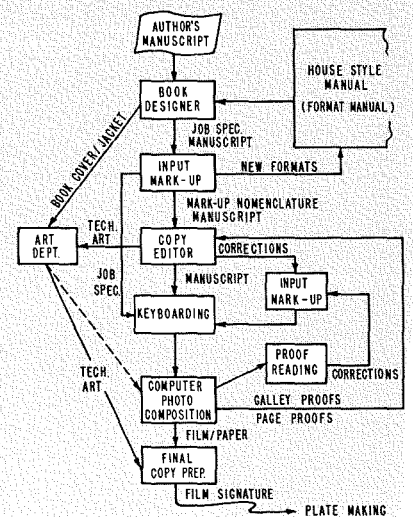 AUTHOR'S
MANUSCRIPT
HOUSE STYLE
MANUAL
(FORMAT MANUAL)
BOOK
DESIGNER
BOOK COVER/JACKET
JOB SPEC.
MANUSCRIPT
INPUT
MARK-UP
NEW FORMATS
MARK-UP NOMENCLATURE
MANUSCRIPT
TECH.
ART
ART
DEPT.
COPY
EDITOR
CORRECTIONS
JOB
SPEC.
MANUSCRIPT
INPUT
MARK-UP
KEYBOARDING
PROOF
READING
CORRECTIONS
TECH.
ART
COMPUTER
PHOTO
COMPOSITION
GALLEY PROOFS
PAGE PROOFS
FILM/PAPER
FINAL
COPY PREP.
FILM SIGNATURE
PLATE MAKING